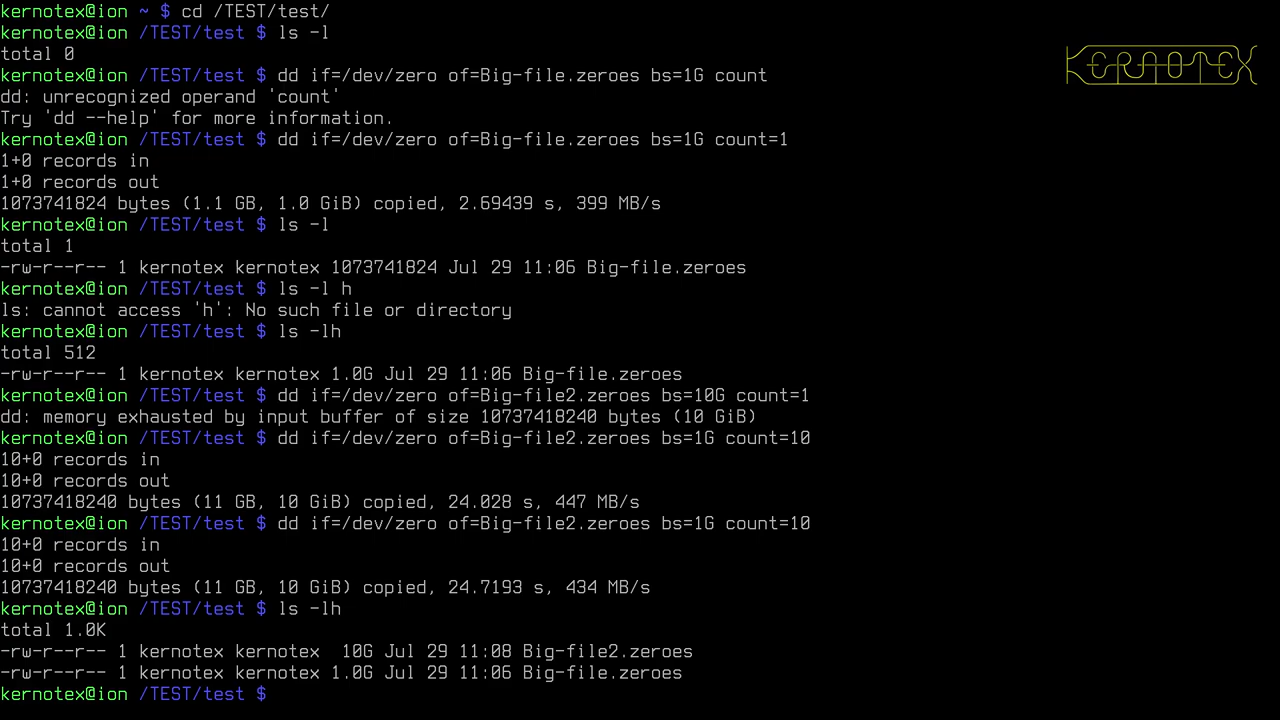 kernotex@ion ~ $ cd /TEST/test/
kernotex@ion /TEST/test $ ls -l
KERNOTEX
total 0
kernotex@ion /TEST/test $ dd if=/dev/zero of=Big-file.zeroes bs=1G count
dd: unrecognized operand 'count'
Try 'dd --help' for more information.
kernotex@ion /TEST/test $ dd if=/dev/zero of=Big-file.zeroes bs=1G count=1
1+0 records in
1+0 records out
1073741824 bytes (1.1 GB, 1.0 GiB) copied, 2.69439 s, 399 MB/s
kernotex@ion /TEST/test $ ls -l
total 1
-rw-r--r-- 1 kernotex kernotex 1073741824 Jul 29 11:06 Big-file.zeroes
kernotex@ion /TEST/test $ ls -l h
ls: cannot access 'h': No such file or directory
kernotex@ion /TEST/test $ ls -lh
total 512
-rw-r--r-- 1 kernotex kernotex 1.0G Jul 29 11:06 Big-file.zeroes
kernotex@ion /TEST/test $ dd if=/dev/zero of=Big-file2.zeroes bs=10G count=1
dd: memory exhausted by input buffer of size 10737418240 bytes (10 GiB)
kernotex@ion /TEST/test $ dd if=/dev/zero of=Big-file2.zeroes bs=1G count=10
10+0 records in
10+0 records out
10737418240 bytes (11 GB, 10 GiB) copied, 24.028 s, 447 MB/s
kernotex@ion /TEST/test $ dd if=/dev/zero of=Big-file2.zeroes bs=1G count=10
10+0 records in
10+0 records out
10737418240 bytes (11 GB, 10 GiB) copied, 24.7193 s, 434 MB/s
kernotex@ion /TEST/test $ ls -lh
total 1.0K
-rw-r--r-- 1 kernotex kernotex  10G Jul 29 11:08 Big-file2.zeroes
-rw-r--r-- 1 kernotex kernotex 1.0G Jul 29 11:06 Big-file.zeroes
kernotex@ion /TEST/test $